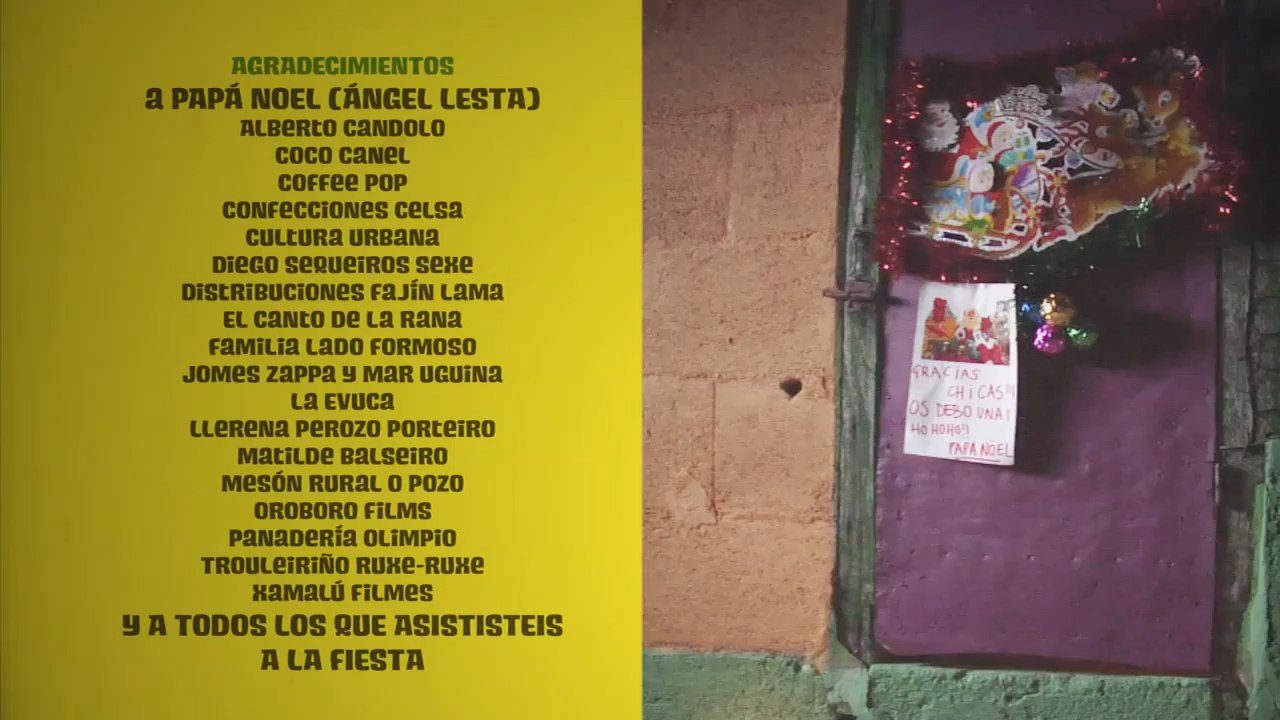 AGRADECIMIENTOS
a PAPÁ NOEL (ÁNGEL LESTA)
ALBERTO CANDOLO
COCO CANEL
COFFEE POP
CONFECCIONES CELSA
CULTURA URBANA
DIEGO SEQUEIROS SEXE
DISTRIBUCIONES FAJÍN LAMA
EL CANTO DE LA RANA
FAMILIA LADO FORMOSO
JOMES ZAPPA Y MAR UGUINA
LA EVUCA
LLERENA PEROZO PORTEIRO
MATILDE BALSEIRO
MESÓN RURAL O POZO
OROBORO FILMS
PANADERÍA OLIMPIO
TROULEIRIÑO RUXE-RUXE
XAMALÚ FILMES
Y A TODOS LOS QUE ASISTISTEIS
A LA FIESTA
GRACIAS
CHICAS!!
OS DEBO UNA!
HO HOHO!!
PAPA NOEL